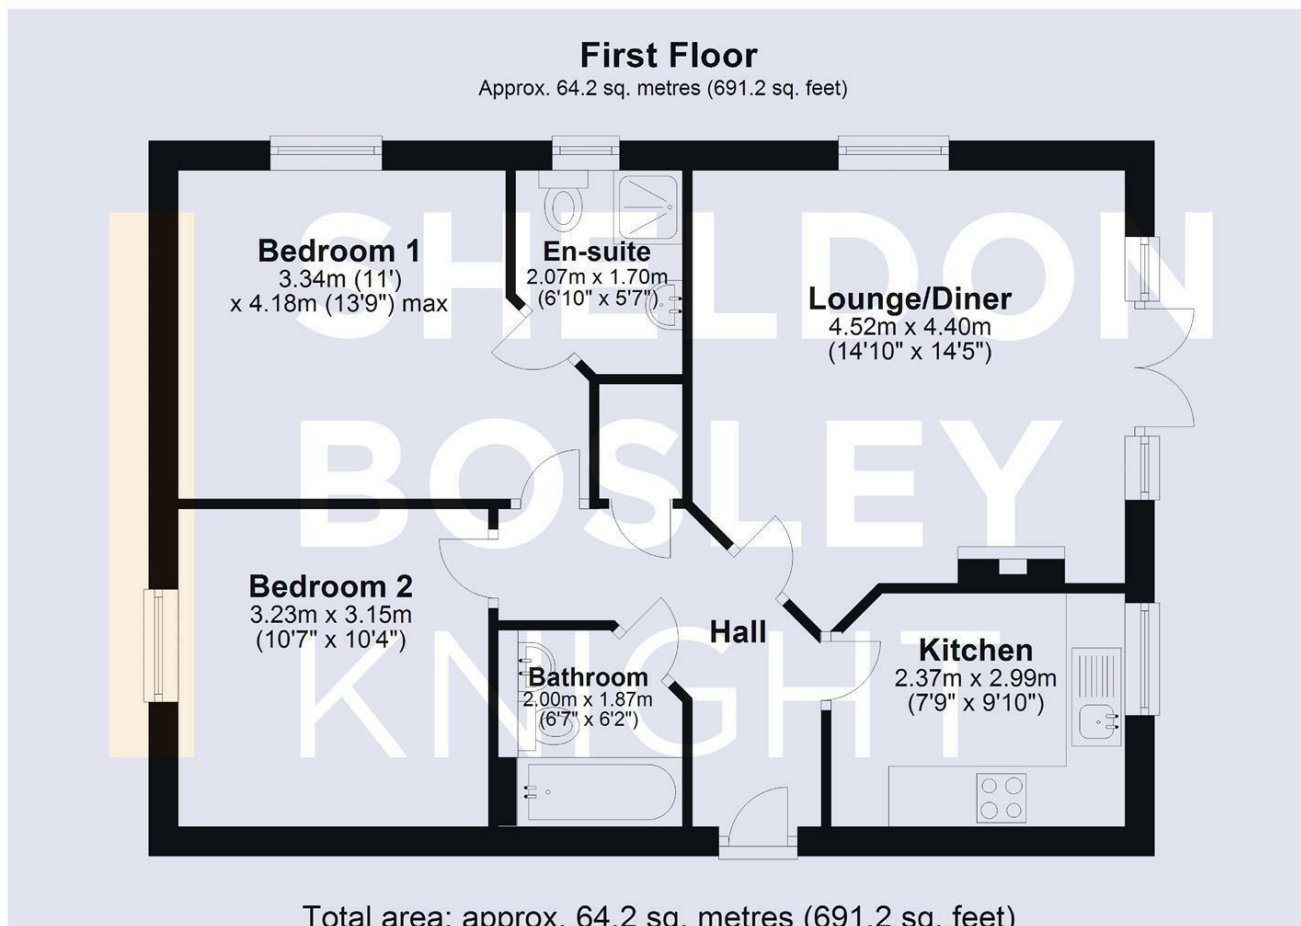 First Floor
Approx. 64.2 sq. metres (691.2 sq. feet)
Bedroom 1
3.34m (11')
x 4.18m (13'9") max
En-suite
2.07m x 1.70m
(6'10" x 5'7")
Lounge/Diner
4.52m x 4.40m
(14'10" x 14'5")
SHELDON
BOSLEY
KNIGHT
Bedroom 2
3.23m x 3.15m
(10'7" x 10'4")
Hall
Bathroom
2.00m x 1.87m
(6'7" x 6'2")
Kitchen
2.37m x 2.99m
(7'9" x 9'10")
Total area: approx. 64.2 sq. metres (691.2 sq. feet)